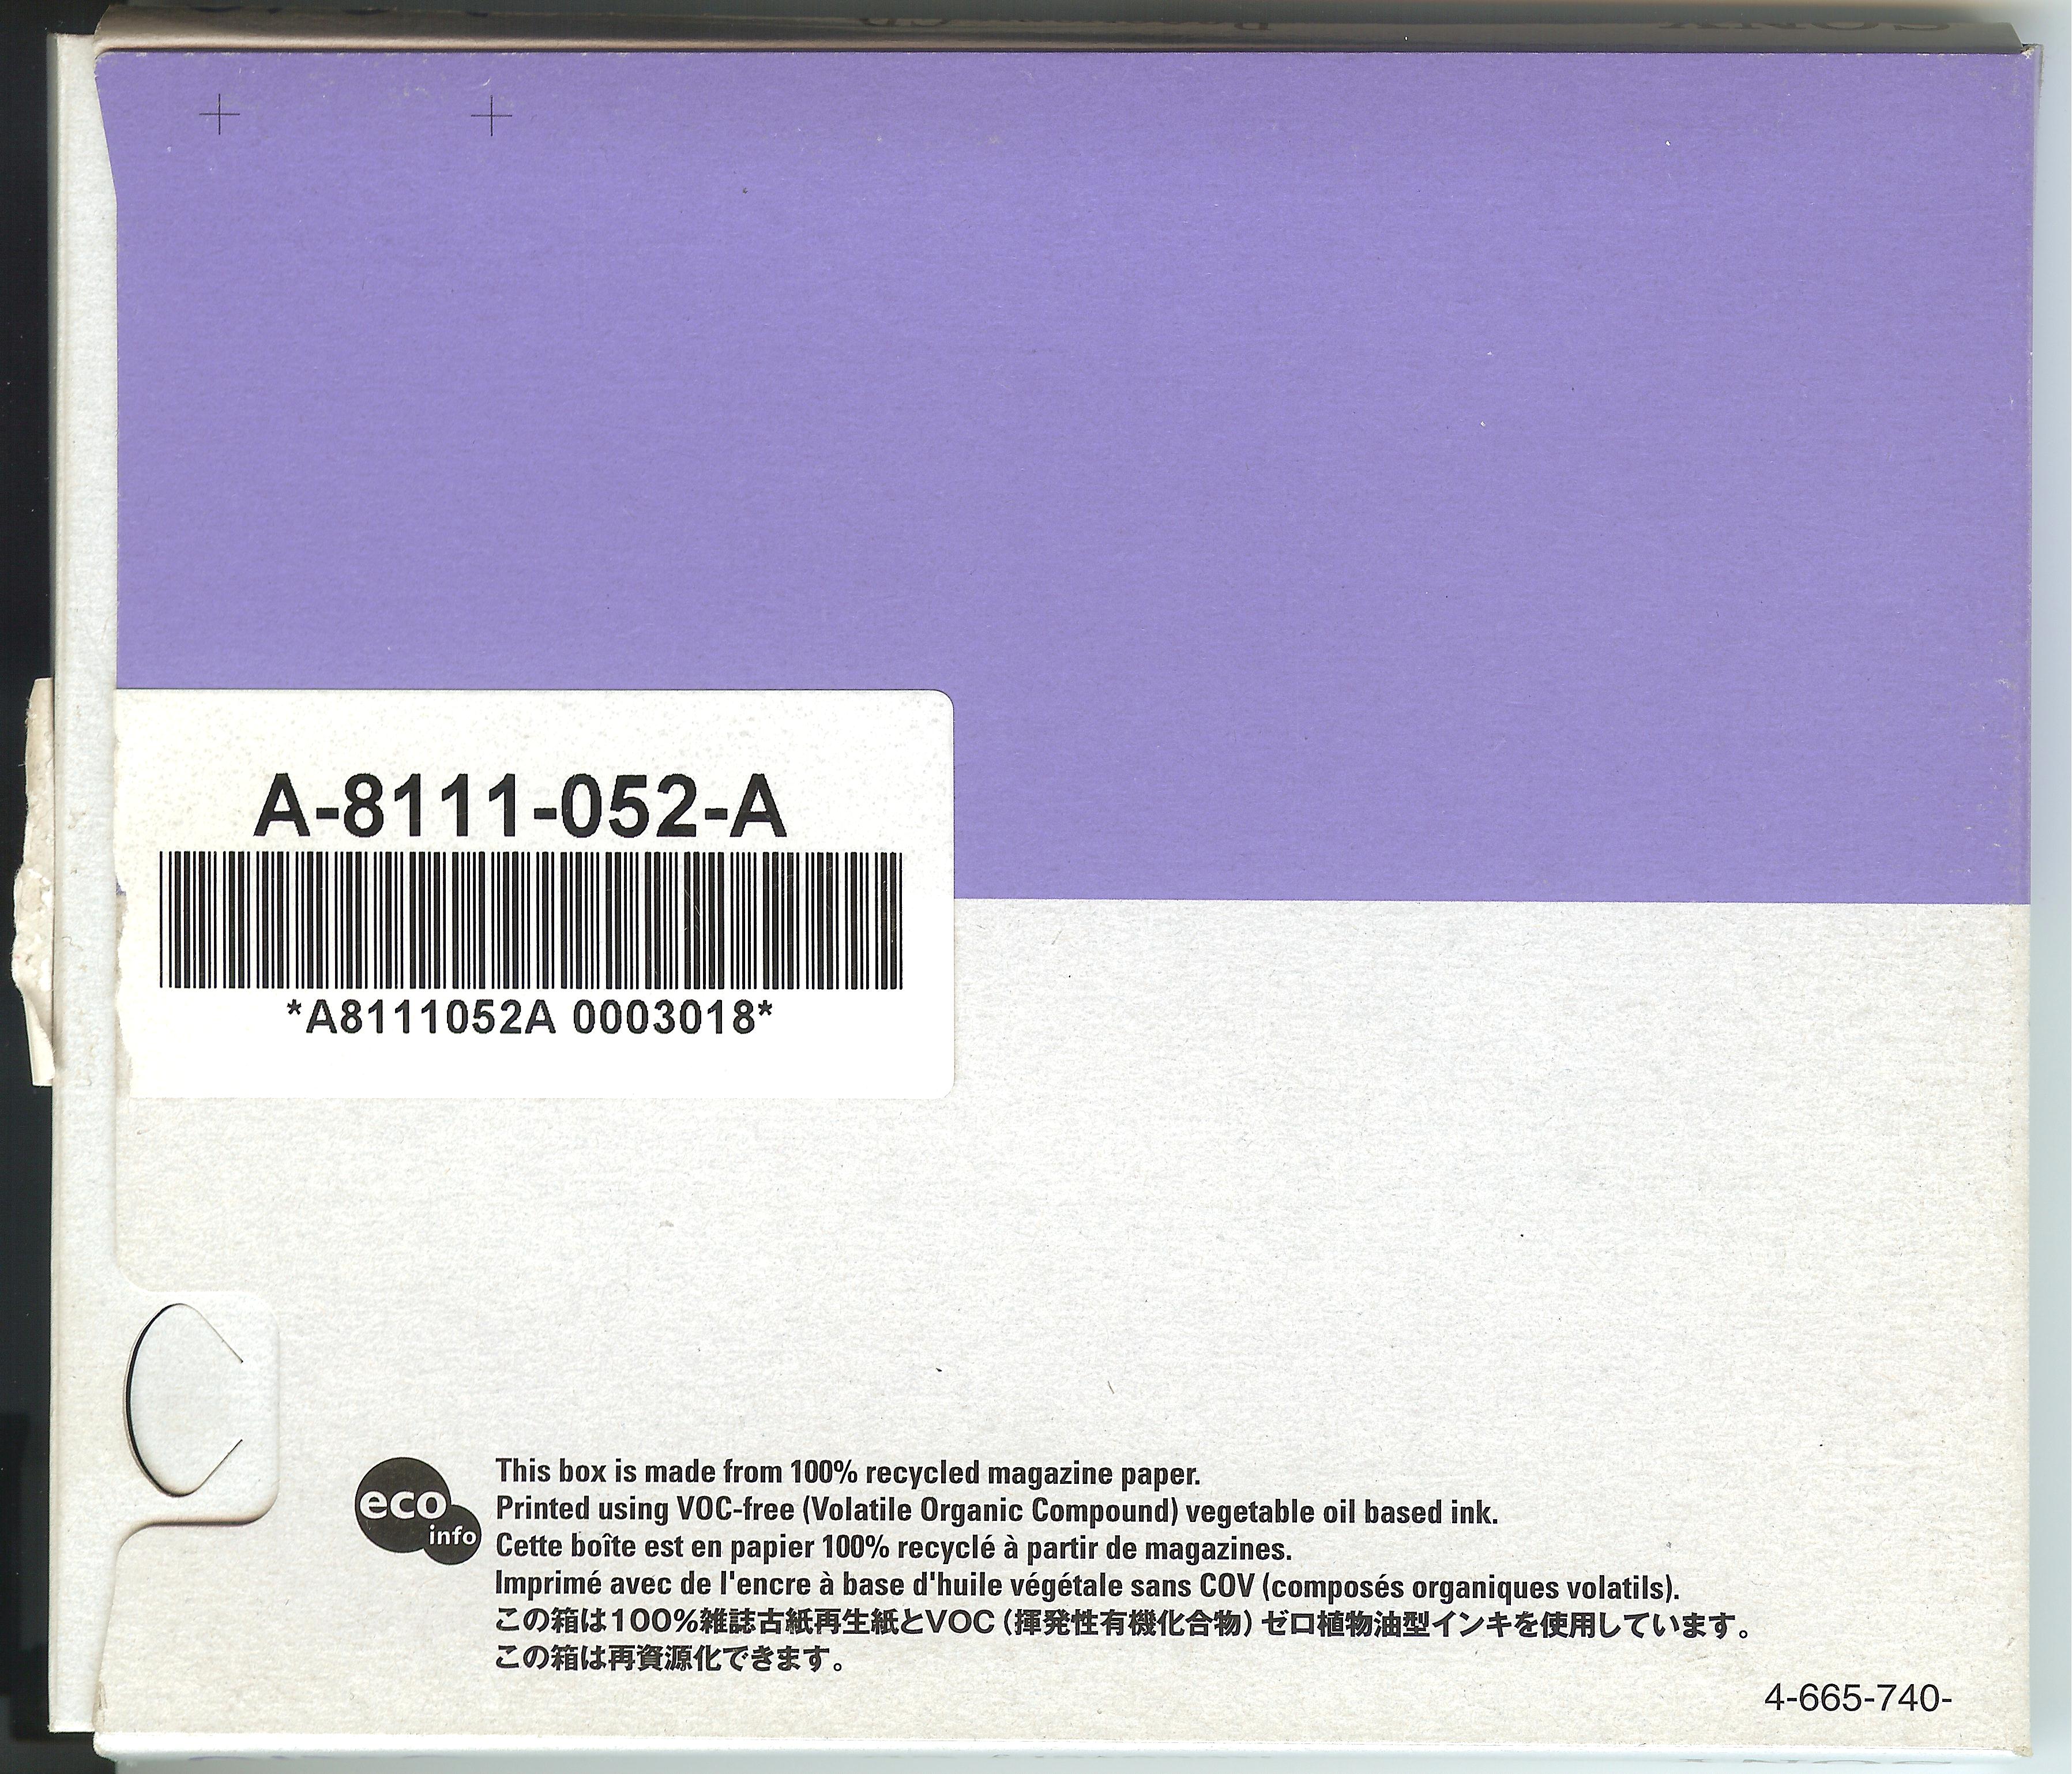 SONY
A-8111-052-A
*A8111052A 0003018*
eco
info
This box is made from 100% recycled magazine paper.
Printed using VOC-free (Volatile Organic Compound) vegetable oil based ink.
Cette boîte est en papier 100% recyclé à partir de magazines.
Imprimé avec de l'encre à base d'huile végétale sans COV (composés organiques volatils).
この箱は100%雑誌古紙再生紙とVOC（揮発性有機化合物）ゼロ植物油型インキを使用しています。
この箱は再資源化できます。
4-665-740-